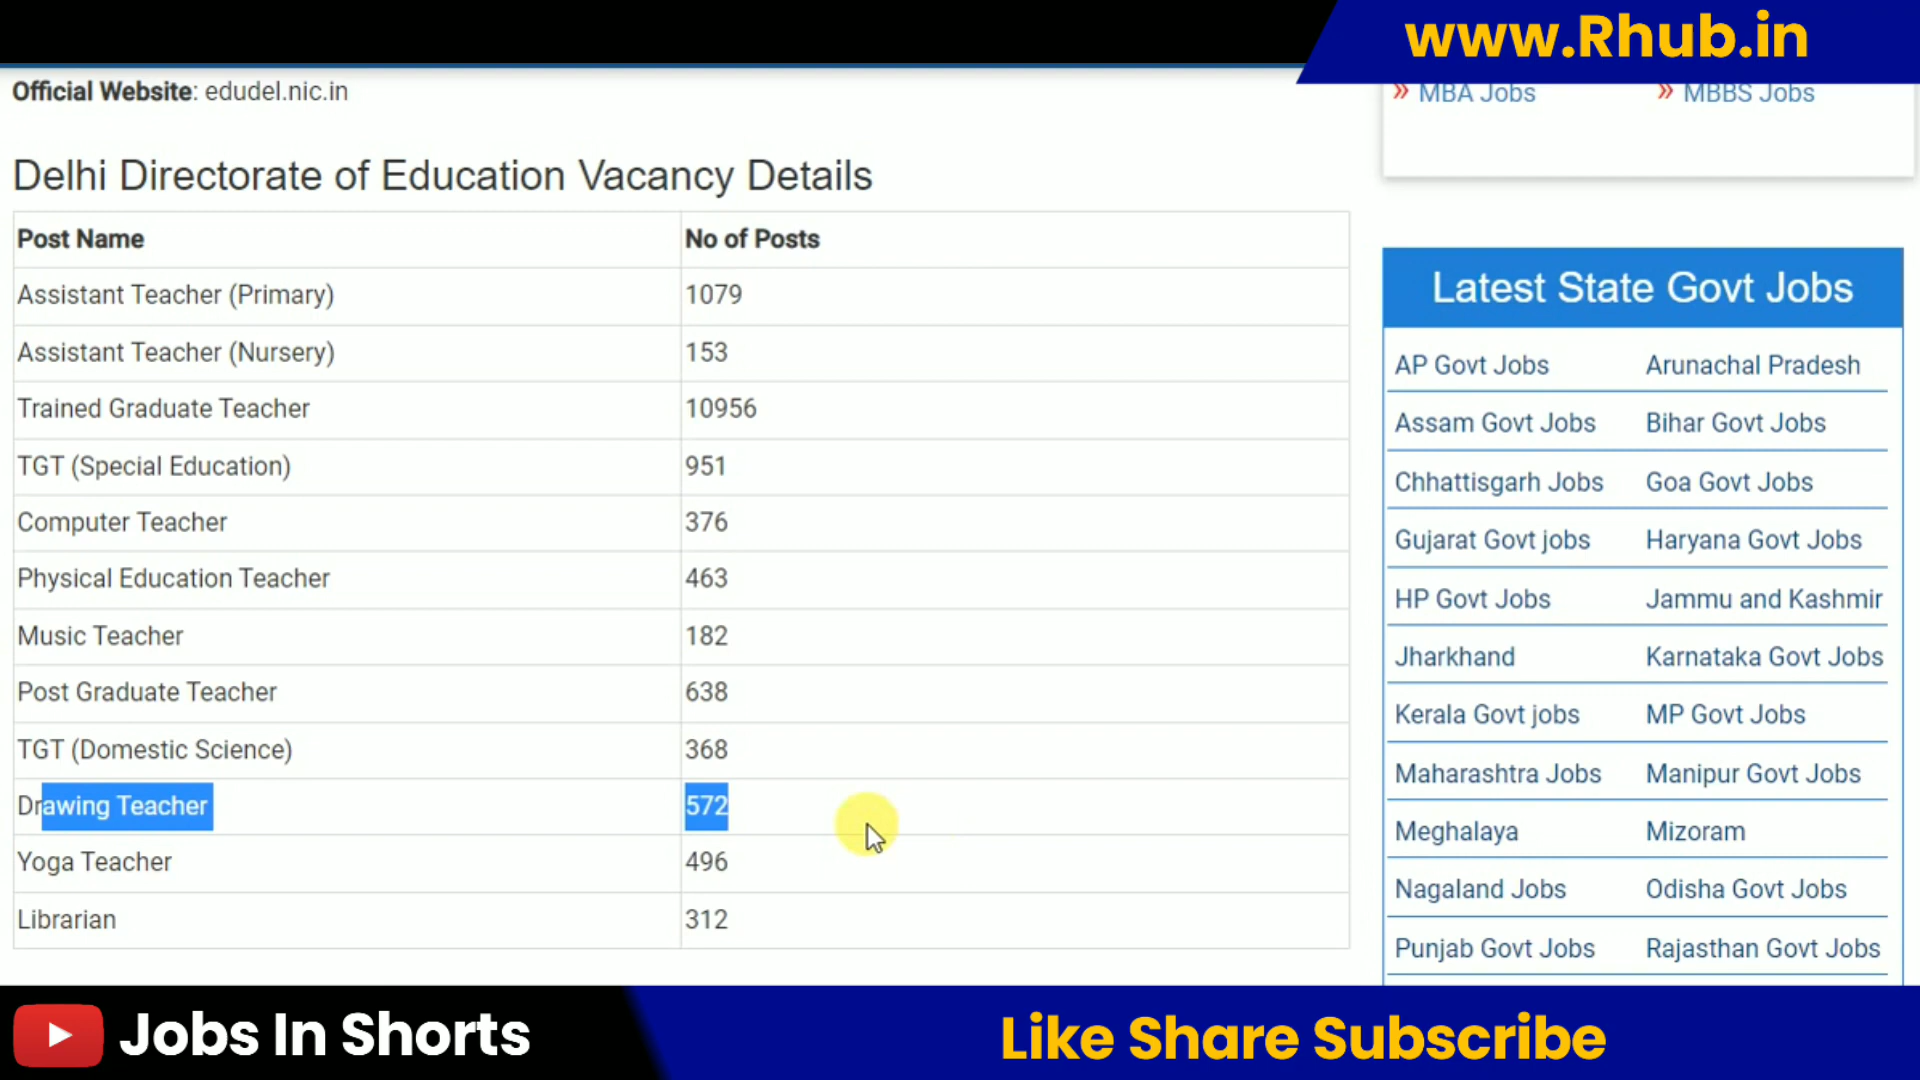 www.Rhub.in
Official Website: edudel.nic.in
» MBA Jobs » MBBS Jobs
Delhi Directorate of Education Vacancy Details
Post Name No of Posts
Assistant Teacher (Primary) 1079
Assistant Teacher (Nursery) 153
Trained Graduate Teacher 10956
TGT (Special Education) 951
Computer Teacher 376
Physical Education Teacher 463
Music Teacher 182
Post Graduate Teacher 638
TGT (Domestic Science) 368
Drawing Teacher 572
Yoga Teacher 496
Librarian 312
Latest State Govt Jobs
AP Govt Jobs Arunachal Pradesh
Assam Govt Jobs Bihar Govt Jobs
Chhattisgarh Jobs Goa Govt Jobs
Gujarat Govt jobs Haryana Govt Jobs
HP Govt Jobs Jammu and Kashmir
Jharkhand Karnataka Govt Jobs
Kerala Govt jobs MP Govt Jobs
Maharashtra Jobs Manipur Govt Jobs
Meghalaya Mizoram
Nagaland Jobs Odisha Govt Jobs
Punjab Govt Jobs Rajasthan Govt Jobs
Jobs In Shorts
Like Share Subscribe